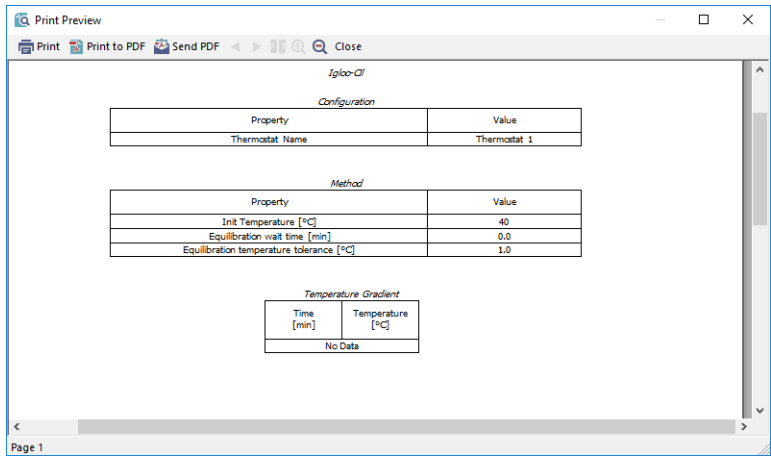 Print Preview
Print Print to PDF Send PDF Close
Igloo-Cil
Configuration
Property Value
Thermostat Name Thermostat 1
Method
Property Value
Init Temperature [°C] 40
Equilibration wait time [min] 0.0
Equilibration temperature tolerance [°C] 1.0
Temperature Gradient
Time Temperature
[min] [°C]
No Data
Page 1